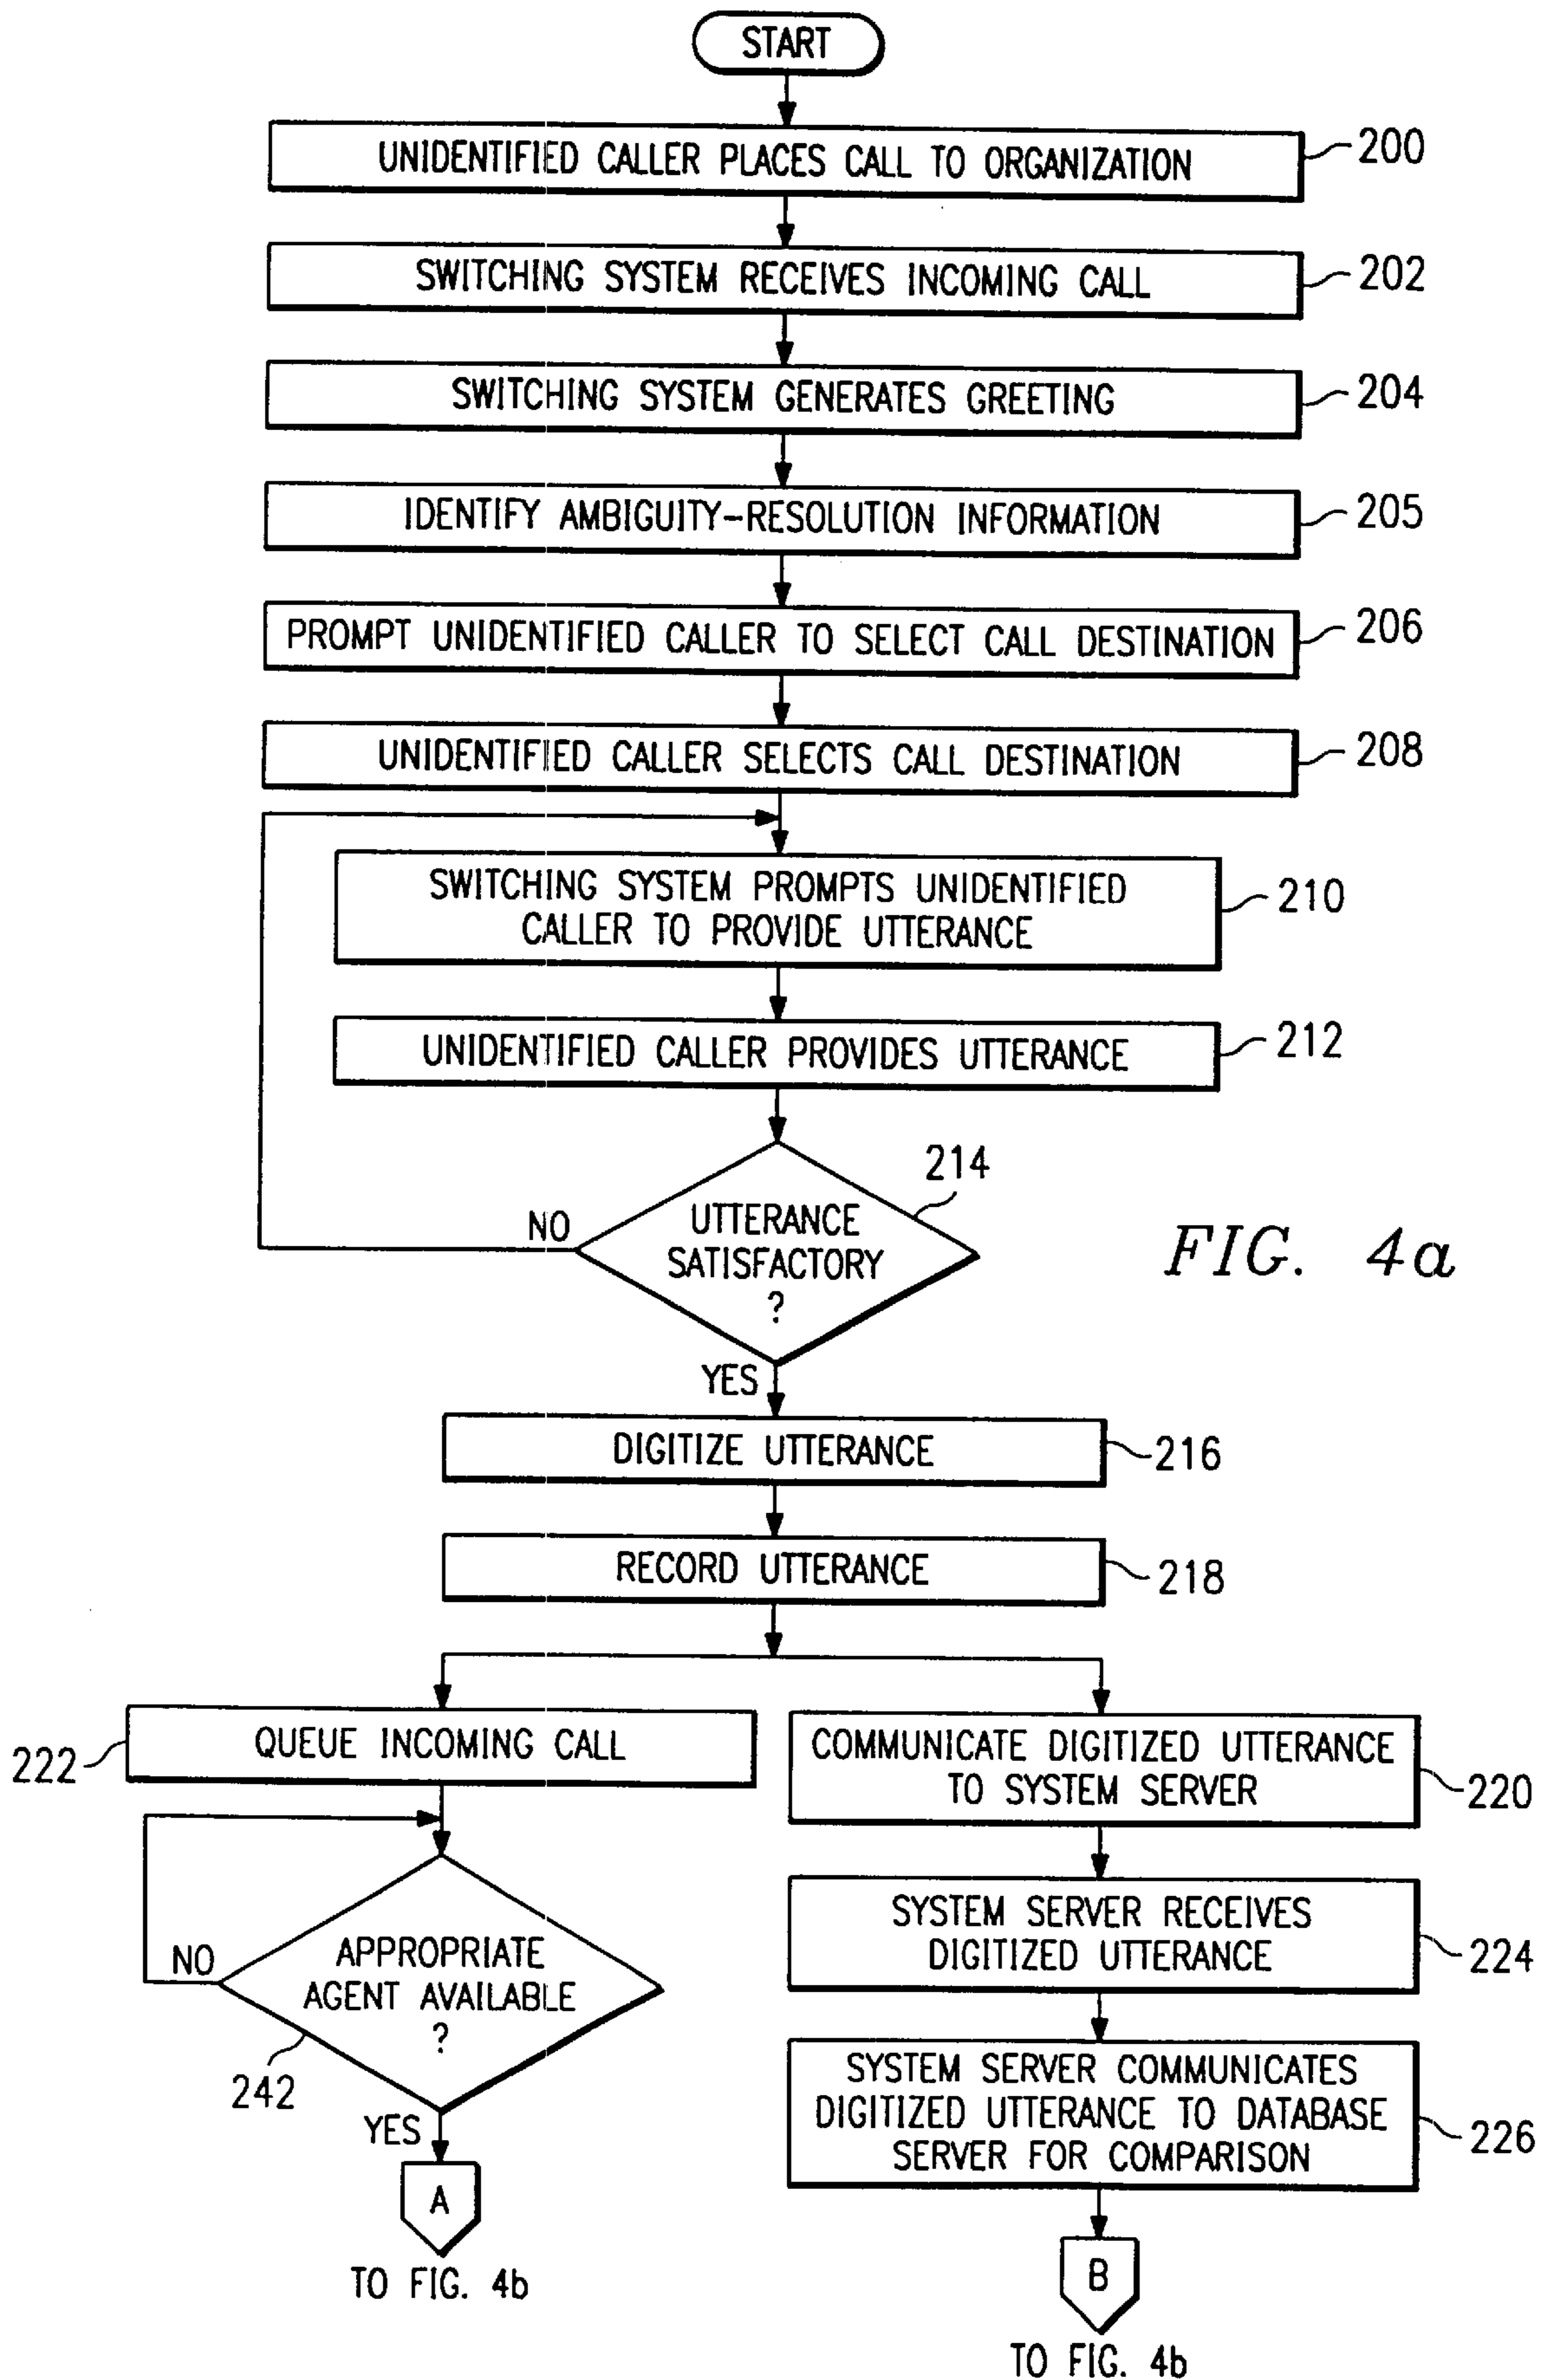 START
UNIDENTIFIED CALLER PLACES CALL TO ORGANIZATION
200
SWITCHING SYSTEM RECEIVES INCOMING CALL
202
SWITCHING SYSTEM GENERATES GREETING
204
IDENTIFY AMBIGUITY-RESOLUTION INFORMATION
205
PROMPT UNIDENTIFIED CALLER TO SELECT CALL DESTINATION
206
UNIDENTIFIED CALLER SELECTS CALL DESTINATION
208
SWITCHING SYSTEM PROMPTS UNIDENTIFIED
CALLER TO PROVIDE UTTERANCE
210
UNIDENTIFIED CALLER PROVIDES UTTERANCE
212
214
UTTERANCE
SATISFACTORY
?
NO
YES
FIG. 4a
DIGITIZE UTTERANCE
216
RECORD UTTERANCE
218
QUEUE INCOMING CALL
222
APPROPRIATE
AGENT AVAILABLE
?
NO
242
YES
A
TO FIG. 4b
COMMUNICATE DIGITIZED UTTERANCE
TO SYSTEM SERVER
220
SYSTEM SERVER RECEIVES
DIGITIZED UTTERANCE
224
SYSTEM SERVER COMMUNICATES
DIGITIZED UTTERANCE TO DATABASE
SERVER FOR COMPARISON
226
B
TO FIG. 4b